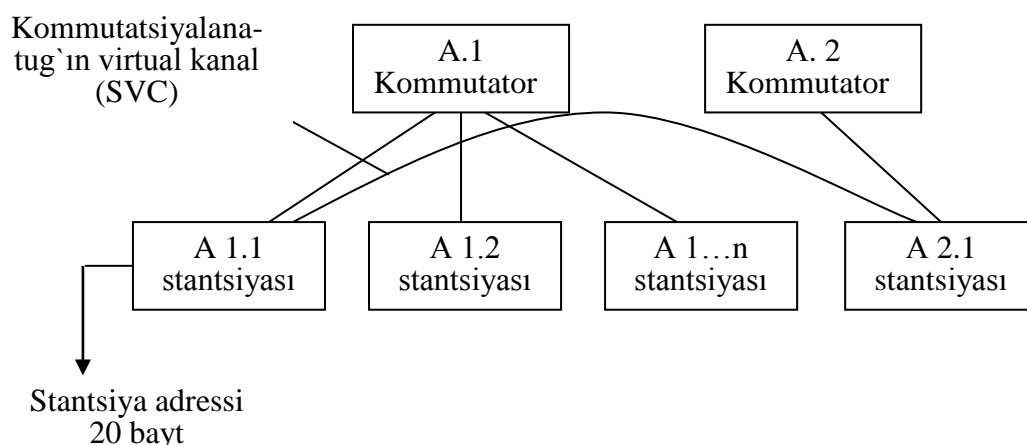 Kommutatsiyalana-
tug`ın virtual kanal
(SVC)
A.1
Kommutator
A. 2
Kommutator
A 1.1
stantsiyası
A 1.2
stantsiyası
A 1…n
stantsiyası
A 2.1
stantsiyası
Stantsiya adressi
20 bayt